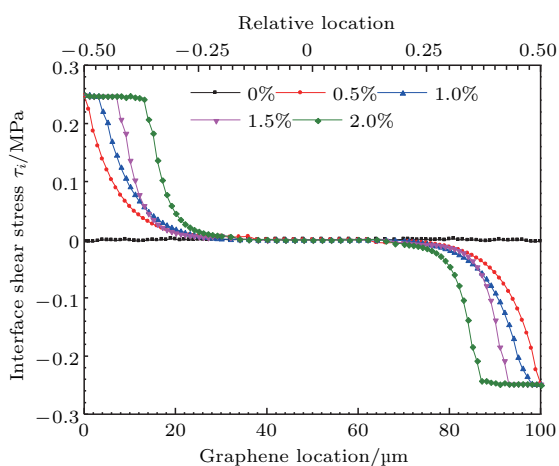 Relative location
−0.50 −0.25 0 0.25 0.50
0.3
0.2
0.1
0
−0.1
−0.2
−0.3
Interface shear stress τi/MPa
0% 0.5% 1.0%
1.5% 2.0%
0 20 40 60 80 100
Graphene location/µm